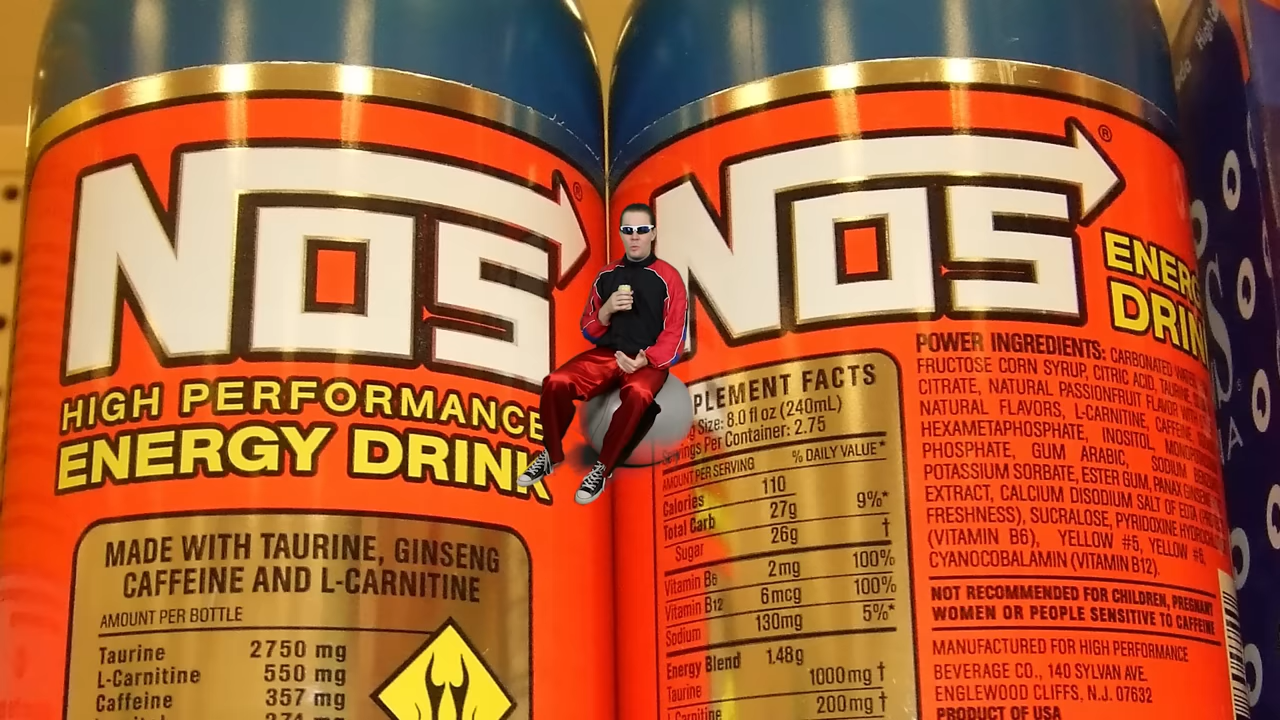 NOS®
HIGH PERFORMANCE
ENERGY DRINK
MADE WITH TAURINE, GINSENG
CAFFEINE AND L-CARNITINE
AMOUNT PER BOTTLE
Taurine 2750 mg
L-Carnitine 550 mg
Caffeine 357 mg
NOS®
ENERG
DRIN
PLEMENT FACTS
Size: 8.0 fl oz (240mL)
Servings Per Container: 2.75
AMOUNT PER SERVING % DAILY VALUE*
Calories 110
Total Carb 27g 9%*
Sugar 26g †
Vitamin B6 2mg 100%
Vitamin B12 6mcg 100%
Sodium 130mg 5%*
Energy Blend 1.48g
Taurine 1000mg †
L-Carnitine 200mg †
POWER INGREDIENTS: CARBONATED
FRUCTOSE CORN SYRUP, CITRIC ACID, TAURINE,
CITRATE, NATURAL PASSIONFRUIT FLAVOR WITH
NATURAL FLAVORS, L-CARNITINE, CAFFEINE,
HEXAMETAPHOSPHATE, INOSITOL,
PHOSPHATE, GUM ARABIC, SODIUM
POTASSIUM SORBATE, ESTER GUM, PANAX
EXTRACT, CALCIUM DISODIUM SALT OF EDTA
FRESHNESS), SUCRALOSE, PYRIDOXINE
(VITAMIN B6), YELLOW #5, YELLOW #6,
CYANOCOBALAMIN (VITAMIN B12).
NOT RECOMMENDED FOR CHILDREN, PREGNANT
WOMEN OR PEOPLE SENSITIVE TO CAFFEINE
MANUFACTURED FOR HIGH PERFORMANCE
BEVERAGE CO., 140 SYLVAN AVE.
ENGLEWOOD CLIFFS, N.J. 07632
PRODUCT OF USA